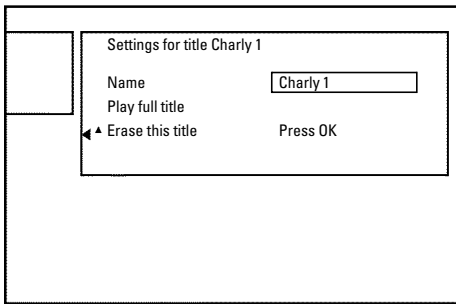 Settings for title Charly 1
Name Charly 1
Play full title
Erase this title Press OK